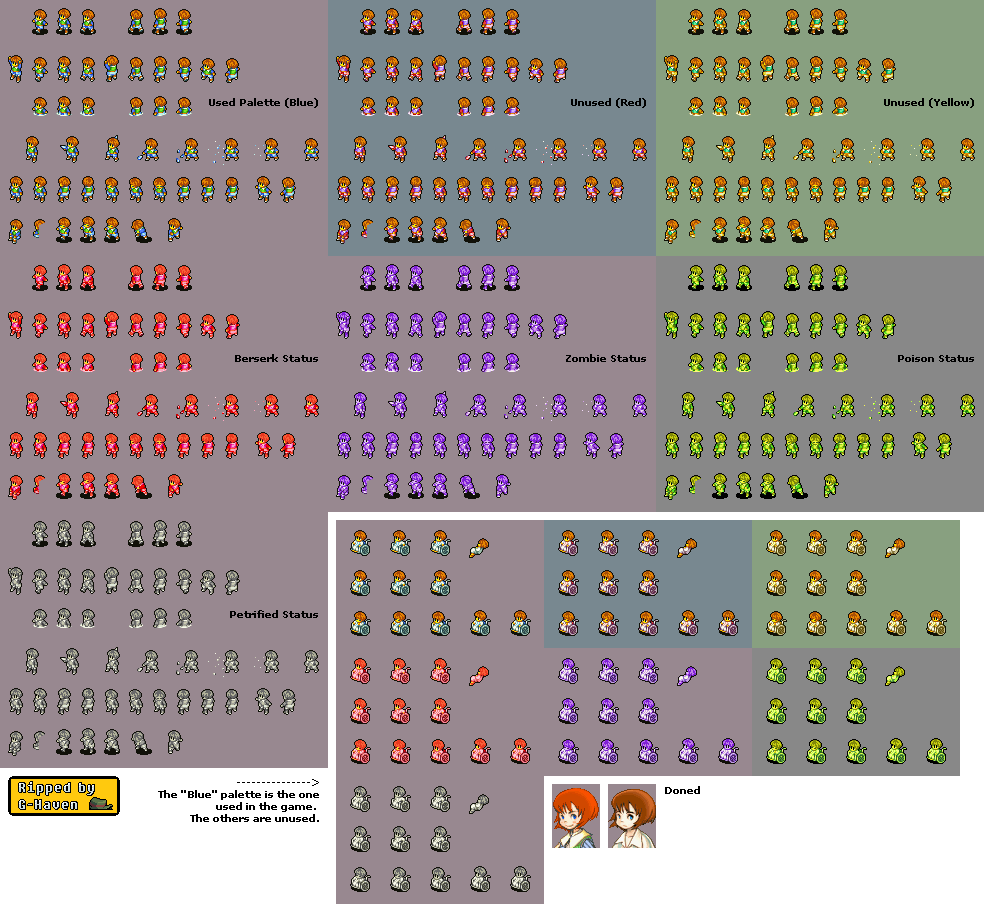 Used Palette (Blue)
Unused (Red)
Unused (Yellow)
Berserk Status
Zombie Status
Poison Status
Petrified Status
Ripped by
G-Haven
-------------->
The "Blue" palette is the one
used in the game.
The others are unused.
Doned